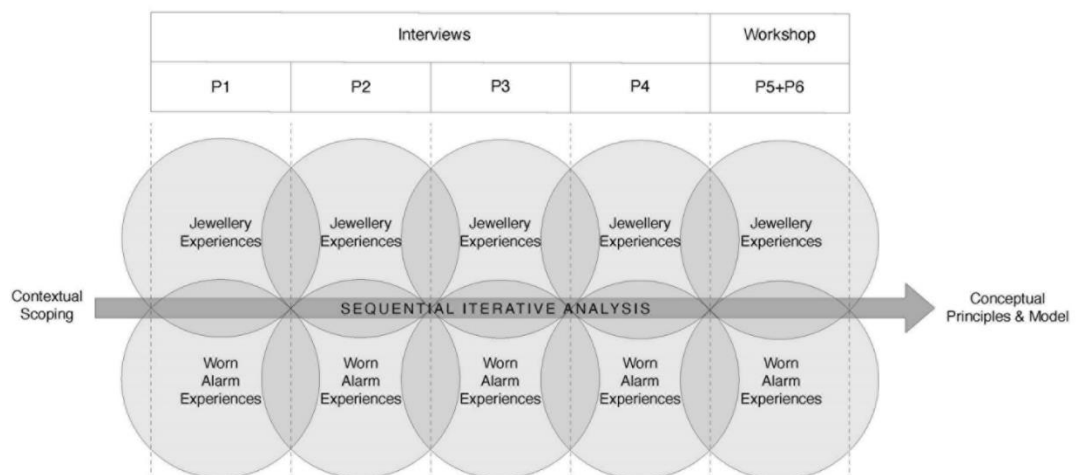 Interviews
Workshop
P1
P2
P3
P4
P5+P6
Jewellery
Experiences
Jewellery
Experiences
Jewellery
Experiences
Jewellery
Experiences
Jewellery
Experiences
Contextual
Scoping
SEQUENTIAL ITERATIVE ANALYSIS
Conceptual
Principles & Model
Worn
Alarm
Experiences
Worn
Alarm
Experiences
Worn
Alarm
Experiences
Worn
Alarm
Experiences
Worn
Alarm
Experiences